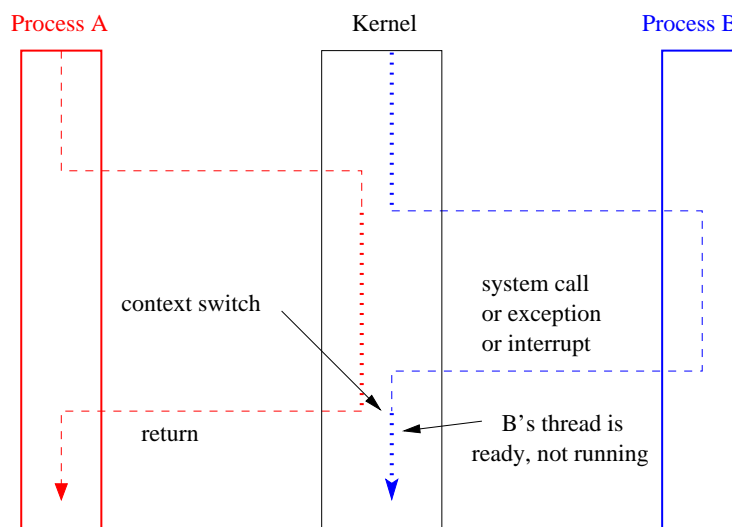 Process A
Kernel
Process B
system call
or exception
or interrupt
context switch
return
B’s thread is
ready, not running